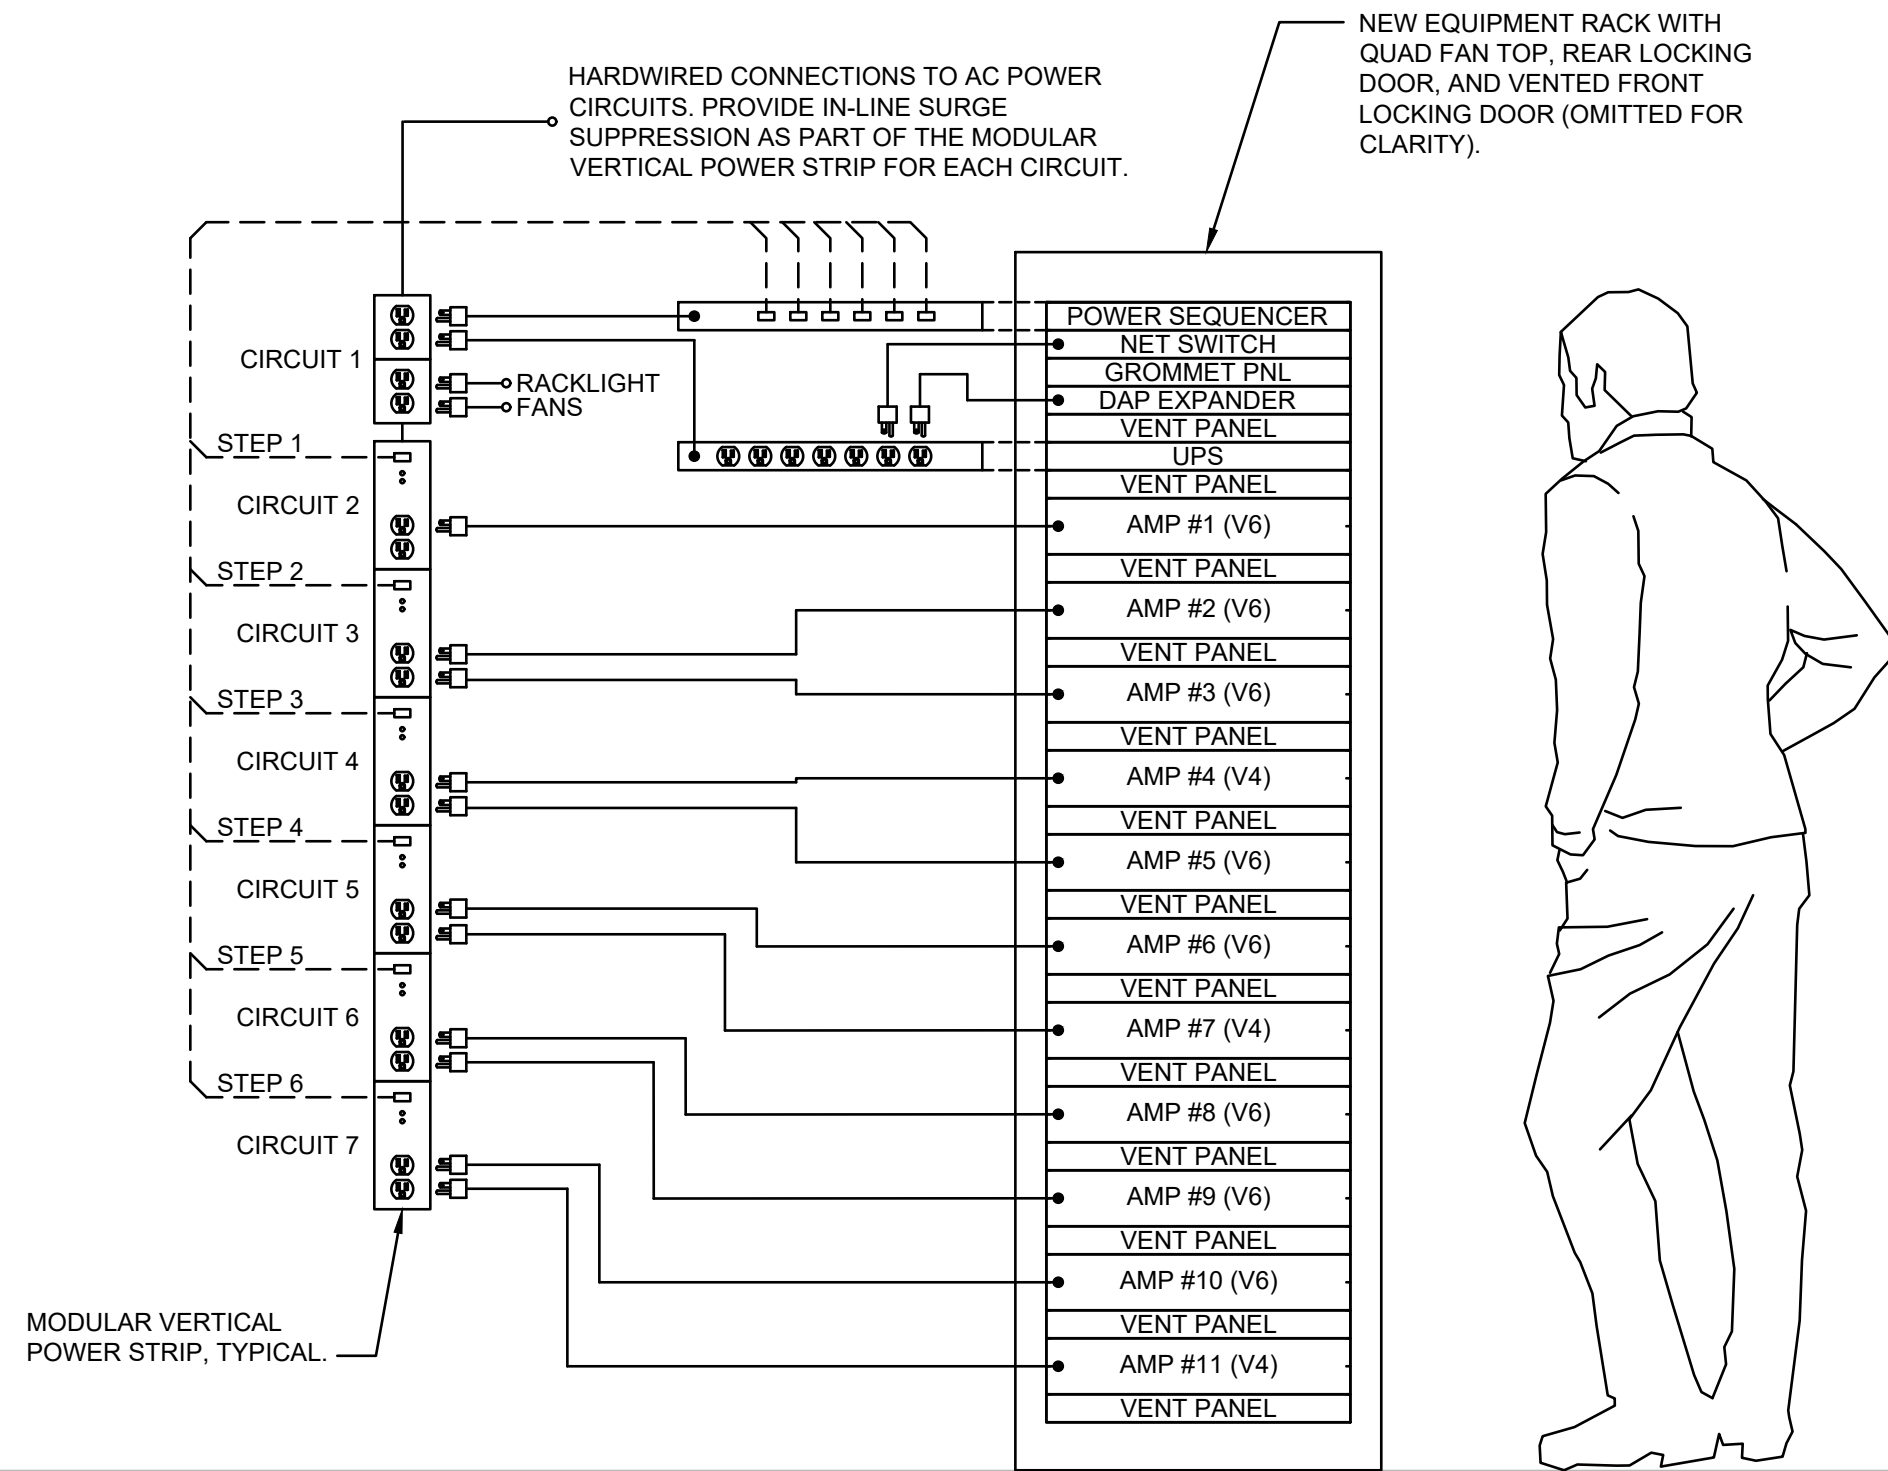 NEW EQUIPMENT RACK WITH
QUAD FAN TOP, REAR LOCKING
DOOR, AND VENTED FRONT
LOCKING DOOR (OMITTED FOR
CLARITY).
HARDWIRED CONNECTIONS TO AC POWER
CIRCUITS. PROVIDE IN-LINE SURGE
SUPPRESSION AS PART OF THE MODULAR
VERTICAL POWER STRIP FOR EACH CIRCUIT.
CIRCUIT 1
RACKLIGHT
FANS
STEP 1
CIRCUIT 2
STEP 2
CIRCUIT 3
STEP 3
CIRCUIT 4
STEP 4
CIRCUIT 5
STEP 5
CIRCUIT 6
STEP 6
CIRCUIT 7
MODULAR VERTICAL
POWER STRIP, TYPICAL.
POWER SEQUENCER
NET SWITCH
GROMMET PNL
DAP EXPANDER
VENT PANEL
UPS
VENT PANEL
AMP #1 (V6)
VENT PANEL
AMP #2 (V6)
VENT PANEL
AMP #3 (V6)
VENT PANEL
AMP #4 (V4)
VENT PANEL
AMP #5 (V6)
VENT PANEL
AMP #6 (V6)
VENT PANEL
AMP #7 (V4)
VENT PANEL
AMP #8 (V6)
VENT PANEL
AMP #9 (V6)
VENT PANEL
AMP #10 (V6)
VENT PANEL
AMP #11 (V4)
VENT PANEL